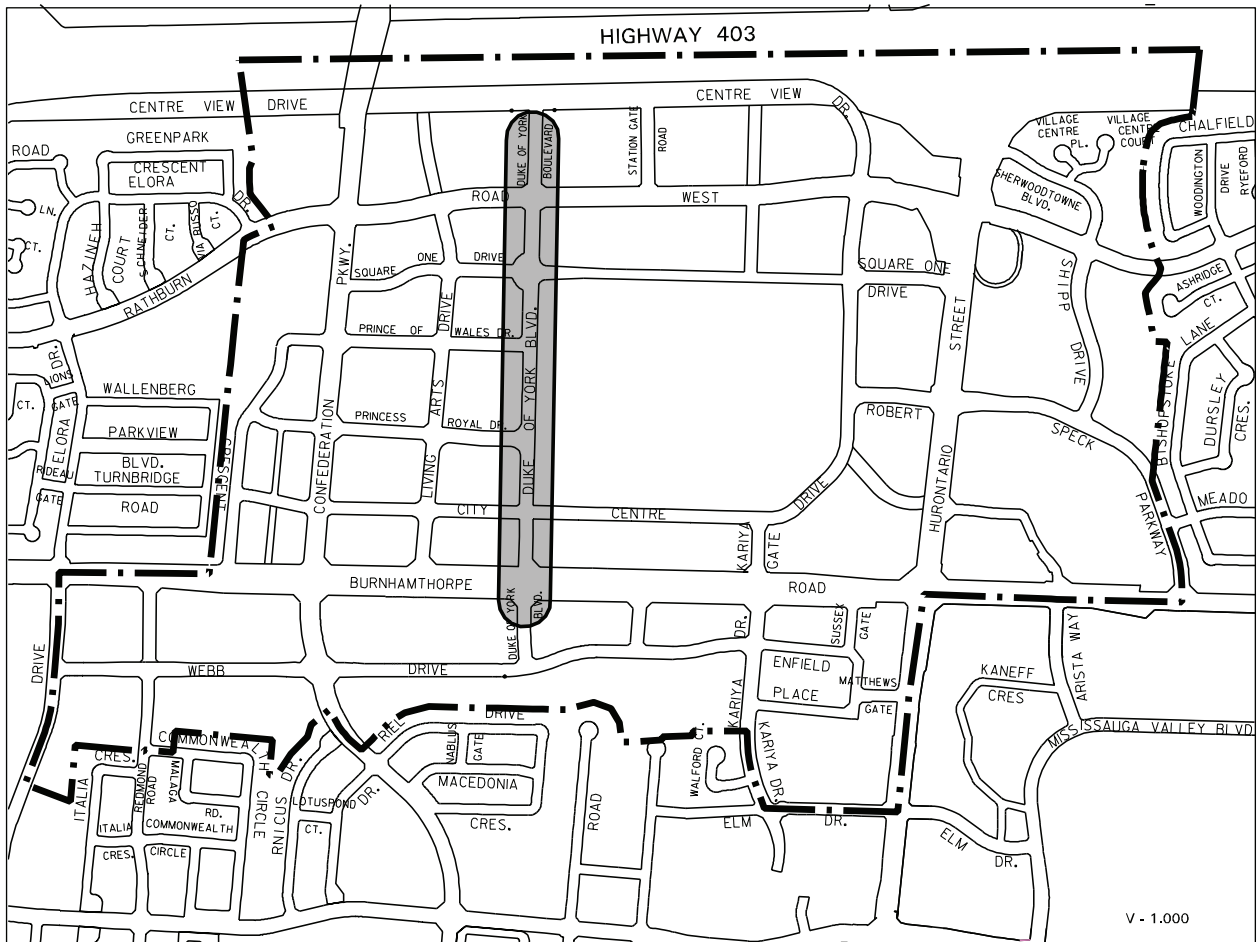 HIGHWAY 403
CENTRE VIEW DRIVE
CENTRE VIEW DR.
GREENPARK
ROAD
CRESCENT
ELORA
DR.
LN.
CT.
HAZINEH
COURT
SCHNEIDER
CT.
VIA BUSSO
CT.
RATHBURN
ROAD
WEST
DUKE OF YORK
BOULEVARD
STATION GATE
ROAD
VILLAGE
CENTRE
PL.
VILLAGE
CENTRE
COURT
CHALFIELD
SHERWOODTOWNE
BLVD.
WOODINGTON
DRIVE
RYEFORD
PKWY.
SQUARE ONE DRIVE
SQUARE ONE
DRIVE
SHIPP
DRIVE
ASHRIDGE
CT.
LANE
PRINCE OF WALES DR.
DRIVE
DUKE OF YORK BLVD.
STREET
DR.
LIONS
GATE
CT.
WALLENBERG
PARKVIEW
BLVD.
TURNBRIDGE
ROAD
ELORA
RIDEAU
GATE
CRESCENT
CONFEDERATION
PRINCESS ROYAL DR.
LIVING ARTS
ROBERT
SPECK
PARKWAY
BISHOPSTOKE
DURSLEY
CRES.
MEADO
CITY CENTRE DRIVE
KARIYA
GATE
HURONTARIO
BURNHAMTHORPE
ROAD
DUKE OF YORK
BLVD.
DR.
SUSSEX
GATE
DRIVE
WEBB DRIVE
ENFIELD
PLACE
MATTHEWS
GATE
KARIYA
KANEFF
CRES
ARISTA WAY
MISSISSAUGA VALLEY BLVD
COMMONWEALTH
CIRCLE
CRES.
ITALIA
REDMOND
ROAD
MALAGA
RD.
ITALIA
COMMONWEALTH
CRES.
CIRCLE
SUCINI
DR.
LOTUSPOND
CT.
DR.
RIEL
DRIVE
NABLUS
GATE
MACEDONIA
CRES.
ROAD
WALFORD CT.
KARIYA DR.
ELM
DR.
ELM
DR.
V - 1.000